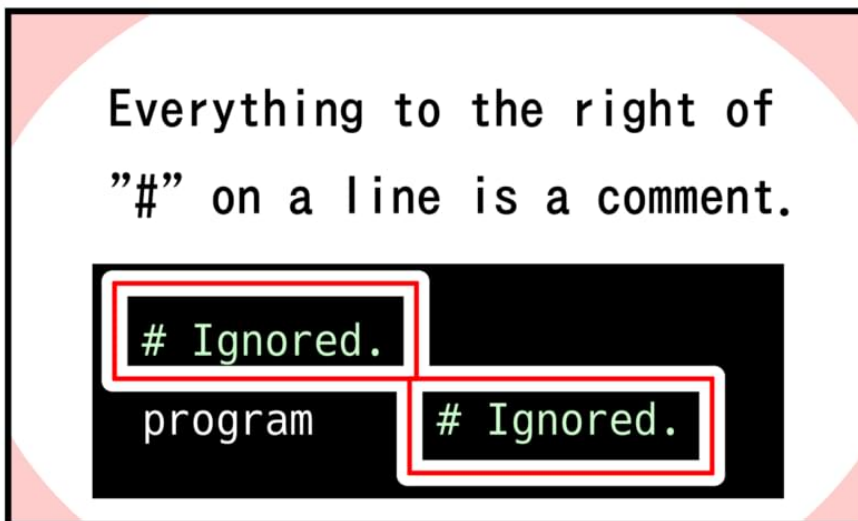 Everything to the right of
”#” on a line is a comment.
# Ignored.
program # Ignored.